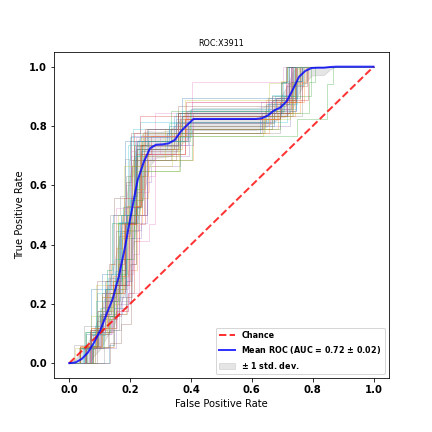 ROC:X3911
True Positive Rate
1.0
0.8
0.6
0.4
0.2
0.0
0.0 0.2 0.4 0.6 0.8 1.0
False Positive Rate
Chance
Mean ROC (AUC = 0.72 ± 0.02)
± 1 std. dev.